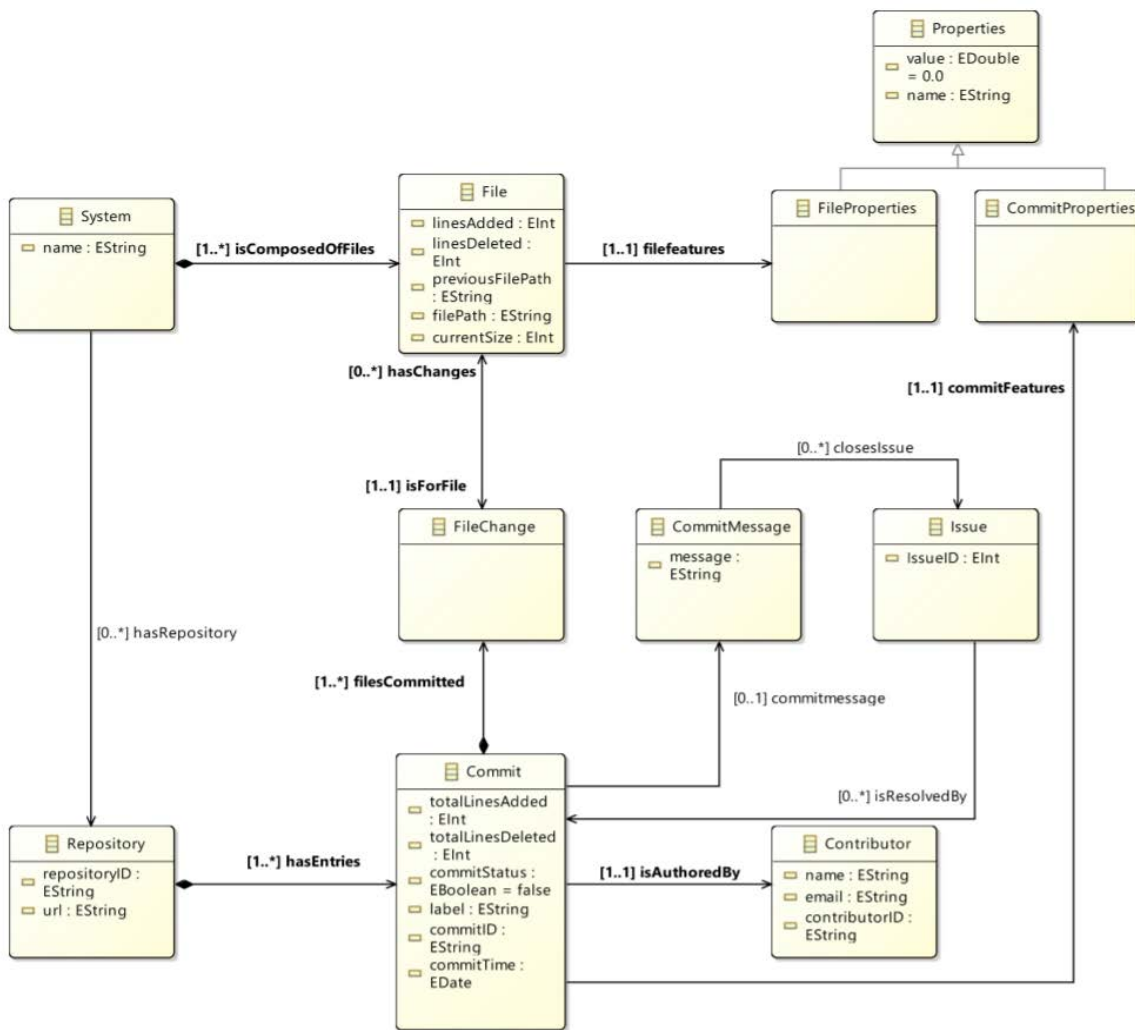 Properties
value : EDouble
= 0.0
name : EString
File
linesAdded : EInt
linesDeleted :
EInt
previousFilePath
: EString
filePath : EString
currentSize : EInt
FileProperties
CommitProperties
System
name : EString
[1..*] isComposedOfFiles
[1..1] filefeatures
[0..*] hasChanges
[1..1] commitFeatures
[0..*] closesIssue
[1..1] isForFile
FileChange
CommitMessage
message :
EString
Issue
IssueID : EInt
[0..*] hasRepository
[1..*] filesCommitted
[0..1] commitmessage
Commit
totalLinesAdded
: EInt
totalLinesDeleted
: EInt
commitStatus :
EBoolean = false
label : EString
commitID :
EString
commitTime :
EDate
[0..*] isResolvedBy
Repository
repositoryID :
EString
url : EString
[1..*] hasEntries
[1..1] isAuthoredBy
Contributor
name : EString
email : EString
contributorID :
EString